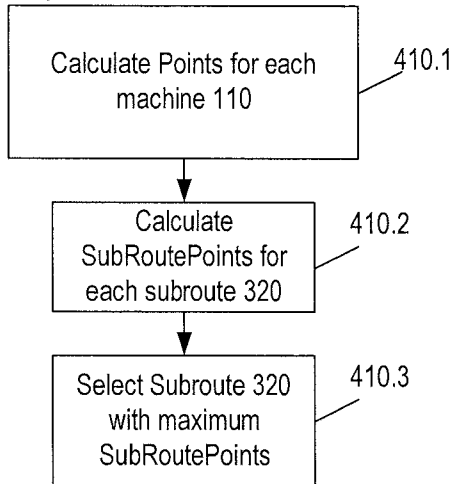 Calculate Points for each
machine 110
410.1
Calculate
SubRoutePoints for
each subroute 320
410.2
Select Subroute 320
with maximum
SubRoutePoints
410.3